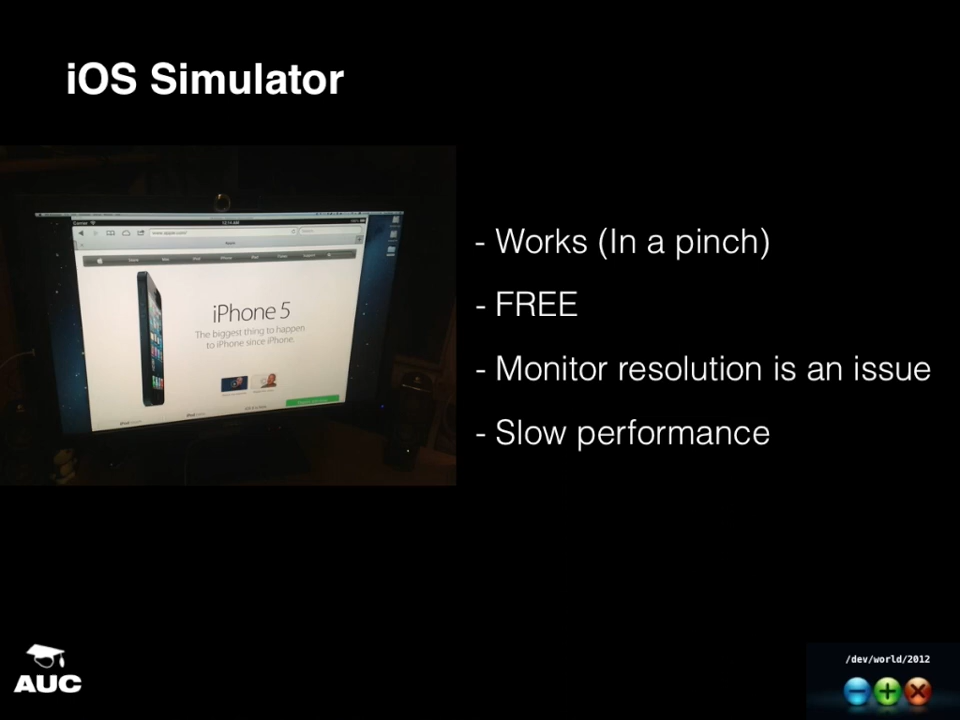 iOS Simulator
iPhone 5
The biggest thing to happen
to iPhone since iPhone.
- Works (In a pinch)
- FREE
- Monitor resolution is an issue
- Slow performance
AUC
/dev/world/2012